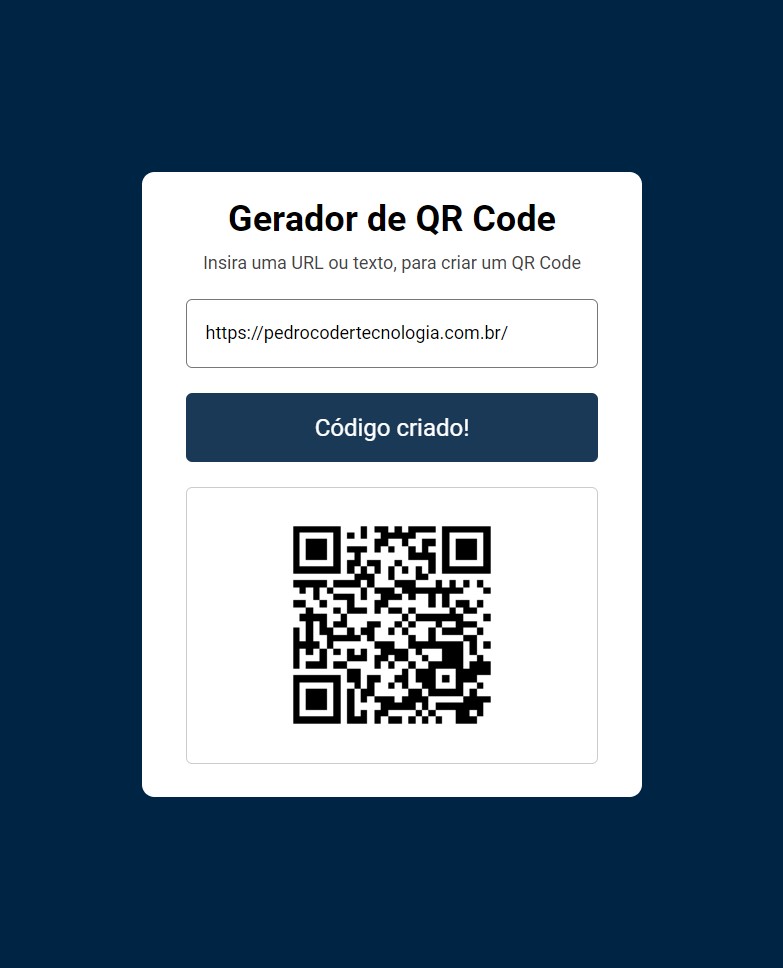 Gerador de QR Code
Insira uma URL ou texto, para criar um QR Code
https://pedrocodertecnologia.com.br/
Código criado!